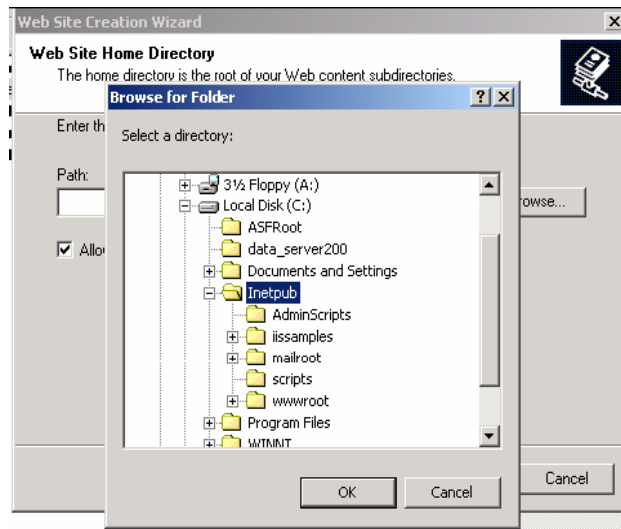 Web Site Creation Wizard
Web Site Home Directory
The home directory is the root of your Web content subdirectories.
Browse for Folder
Enter th
Select a directory:
Path:
3½ Floppy (A:)
Local Disk (C:)
owse...
ASFRoot
data_server200
Allo
Documents and Settings
Inetpub
AdminScripts
iissamples
mailroot
scripts
wwwroot
Program Files
WINNT
OK
Cancel
Cancel